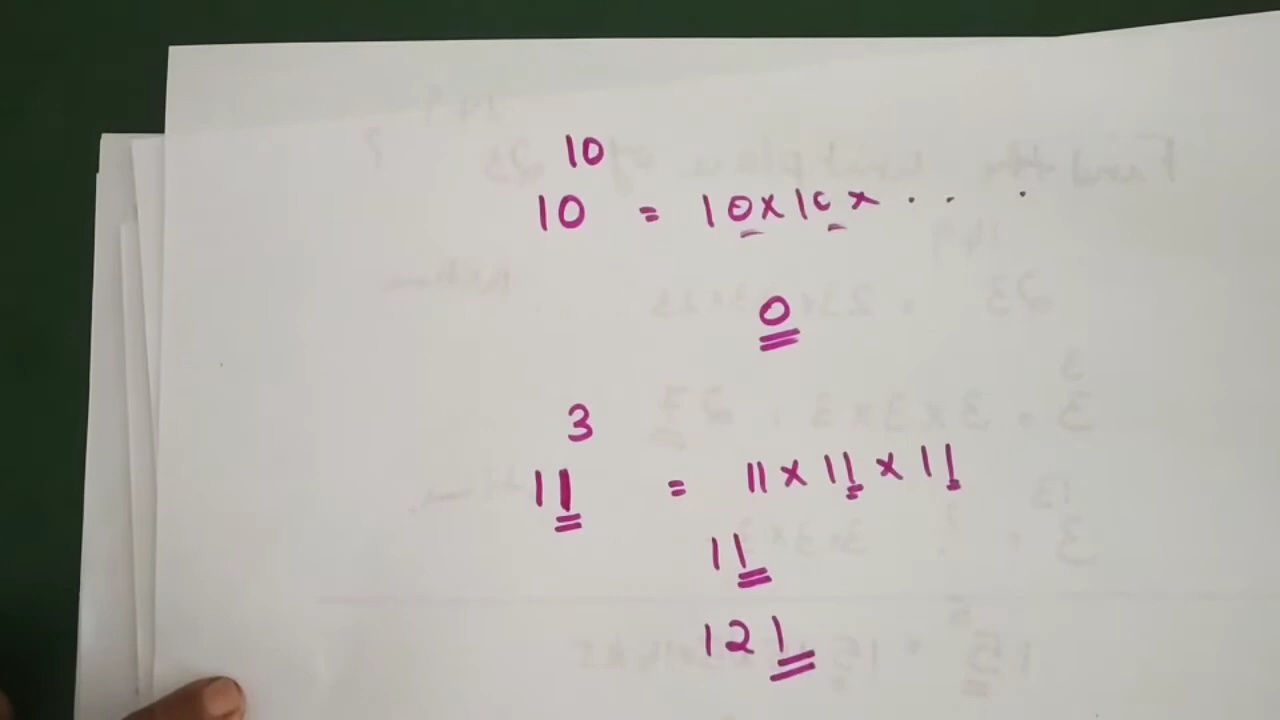 10
10 = 10 x 10 x . . .
0
3
11 = 11 x 11 x 11
11
121